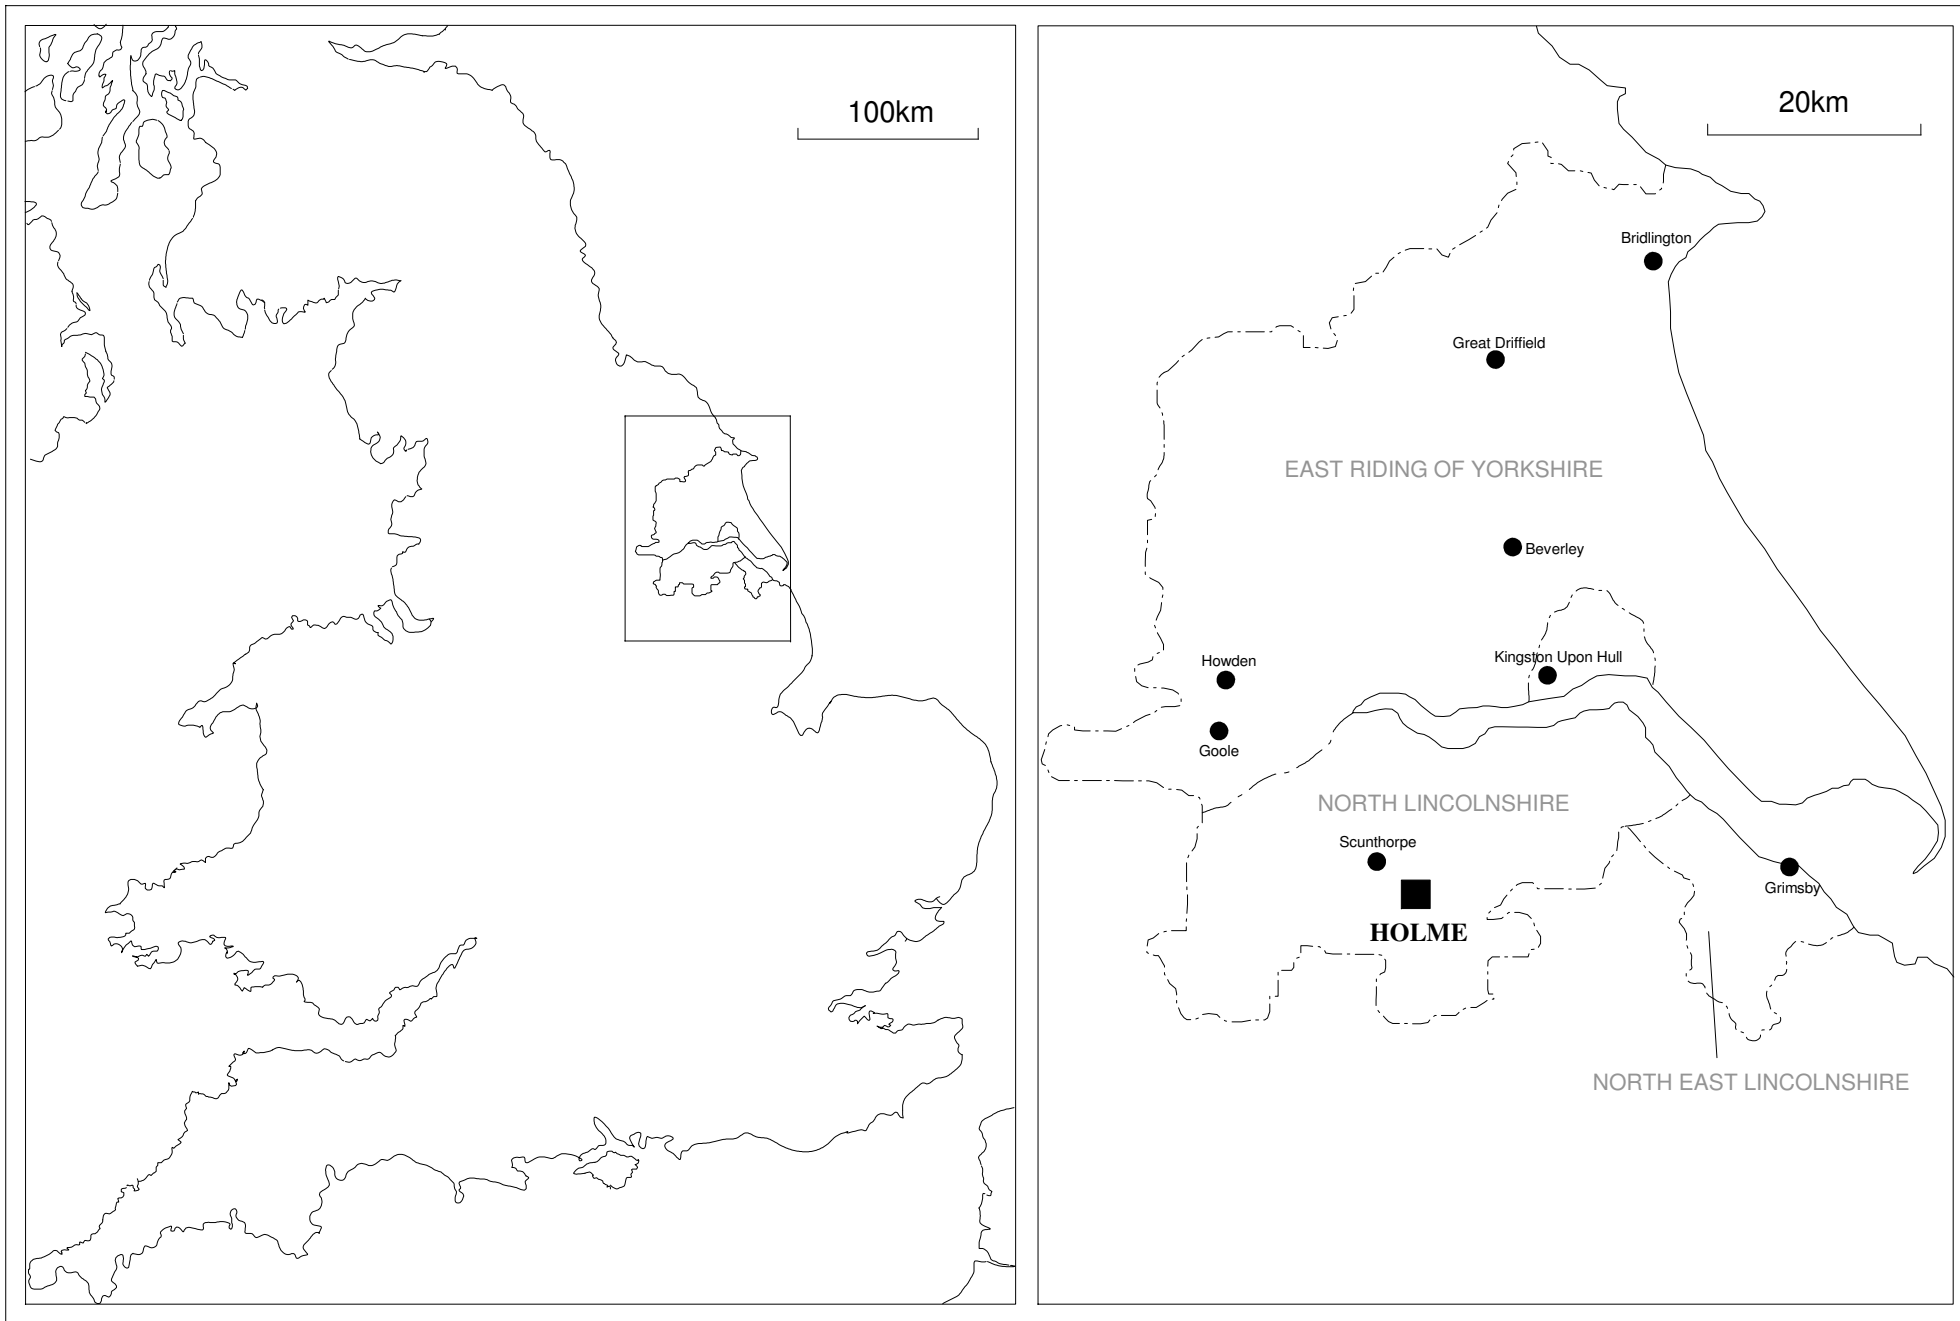 100km
20km
Bridlington
Great Driffield
EAST RIDING OF YORKSHIRE
Beverley
Kingston Upon Hull
Howden
Goole
NORTH LINCOLNSHIRE
Scunthorpe
Grimsby
HOLME
NORTH EAST LINCOLNSHIRE